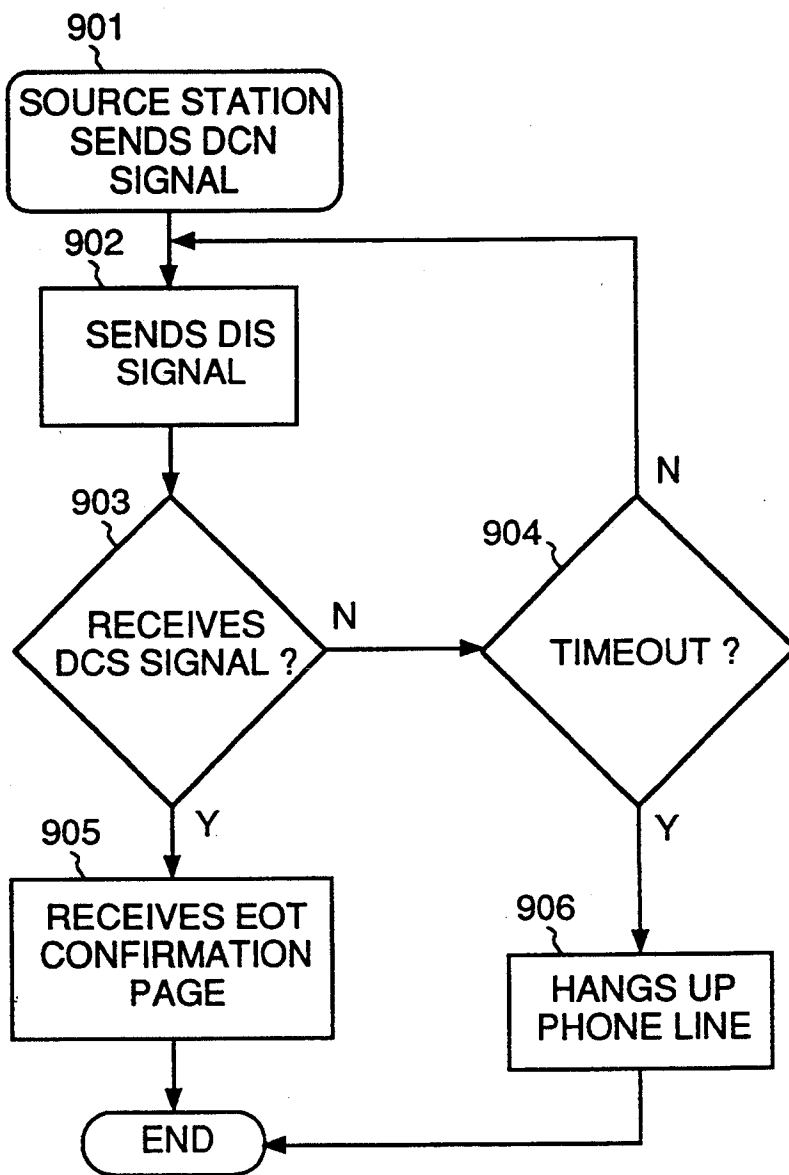 901
SOURCE STATION
SENDS DCN
SIGNAL
902
SENDS DIS
SIGNAL
903
RECEIVES
DCS SIGNAL ?
N
Y
904
TIMEOUT ?
N
Y
905
RECEIVES EOT
CONFIRMATION
PAGE
906
HANGS UP
PHONE LINE
END